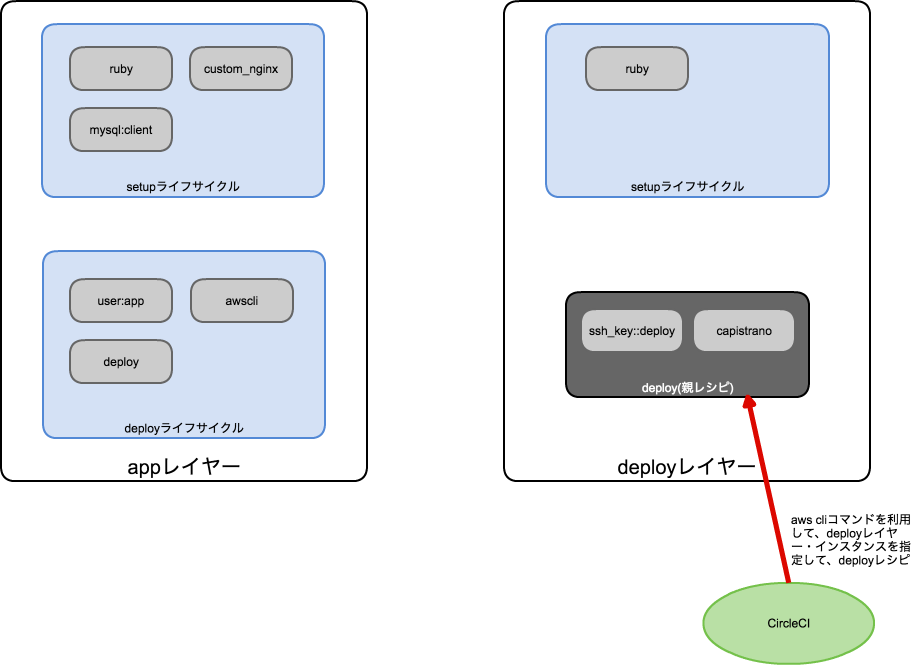 ruby
custom_nginx
mysql:client
setupライフサイクル
user:app
awscli
deploy
deployライフサイクル
appレイヤー
ruby
setupライフサイクル
ssh_key::deploy
capistrano
deploy(親レシピ)
deployレイヤー
aws cliコマンドを利用
して、deployレイヤ
ー・インスタンスを指
定して、deployレシピ
CircleCI